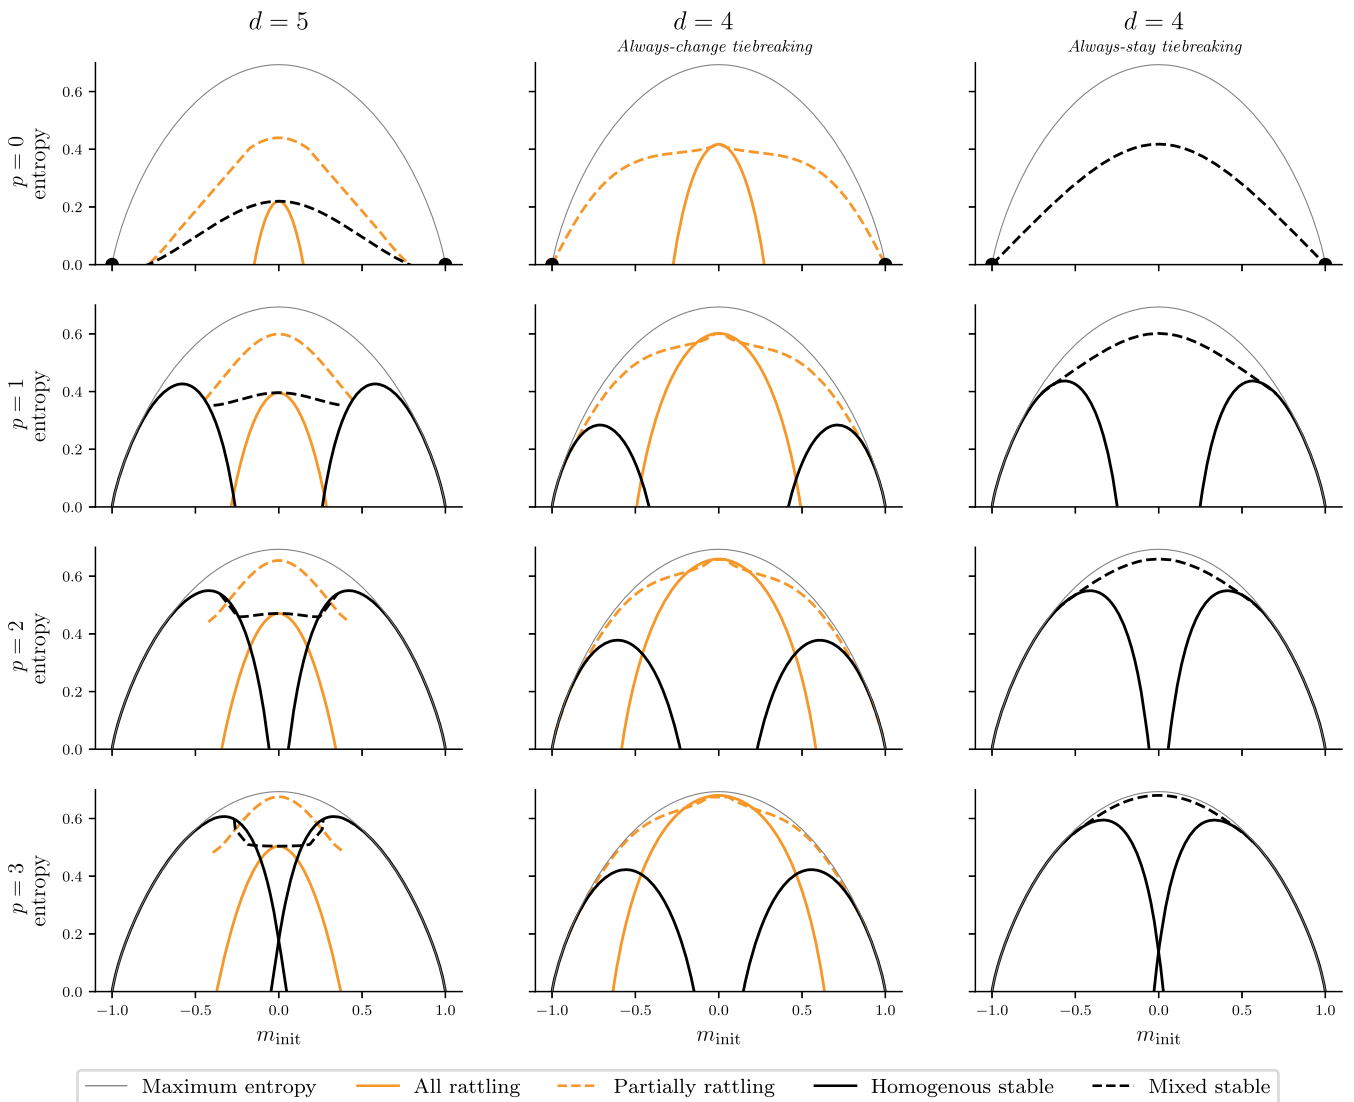 d = 5
d = 4
d = 4
Always-change tiebreaking
Always-stay tiebreaking
p = 0
entropy
0.6
0.4
0.2
0.0
p = 1
entropy
0.6
0.4
0.2
0.0
p = 2
entropy
0.6
0.4
0.2
0.0
p = 3
entropy
0.6
0.4
0.2
0.0
−1.0 −0.5 0.0 0.5 1.0
−1.0 −0.5 0.0 0.5 1.0
−1.0 −0.5 0.0 0.5 1.0
m_init
m_init
m_init
Maximum entropy All rattling Partially rattling Homogenous stable Mixed stable